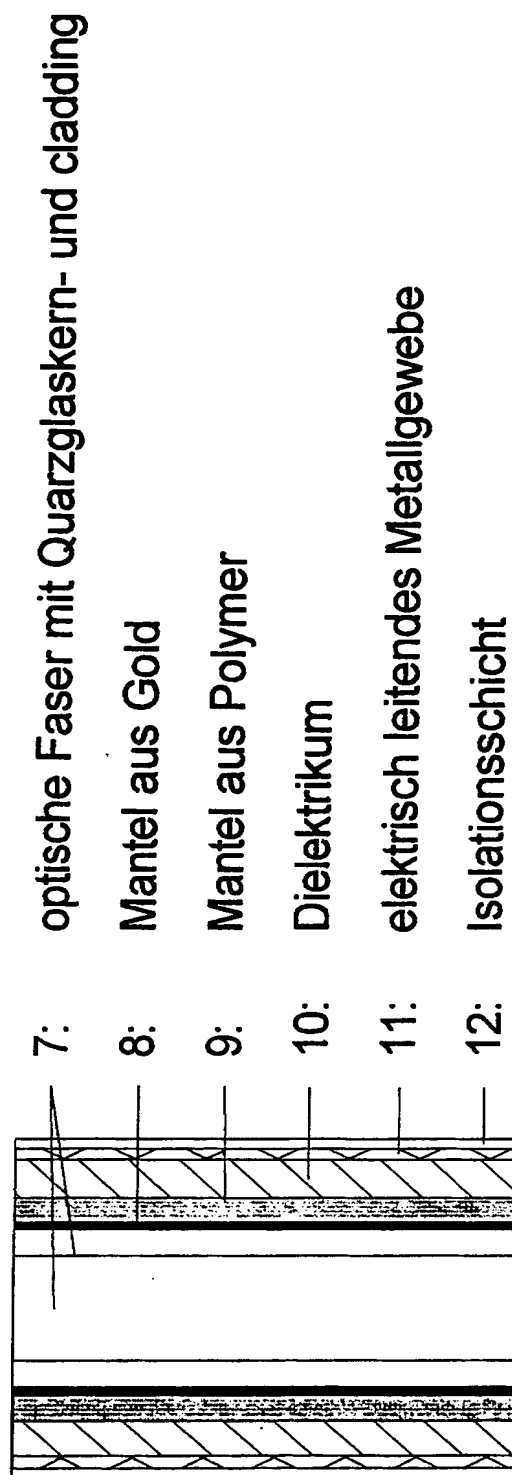 7: optische Faser mit Quarzglaskern- und cladding
8: Mantel aus Gold
9: Mantel aus Polymer
10: Dielektrikum
11: elektrisch leitendes Metallgewebe
12: Isolationsschicht